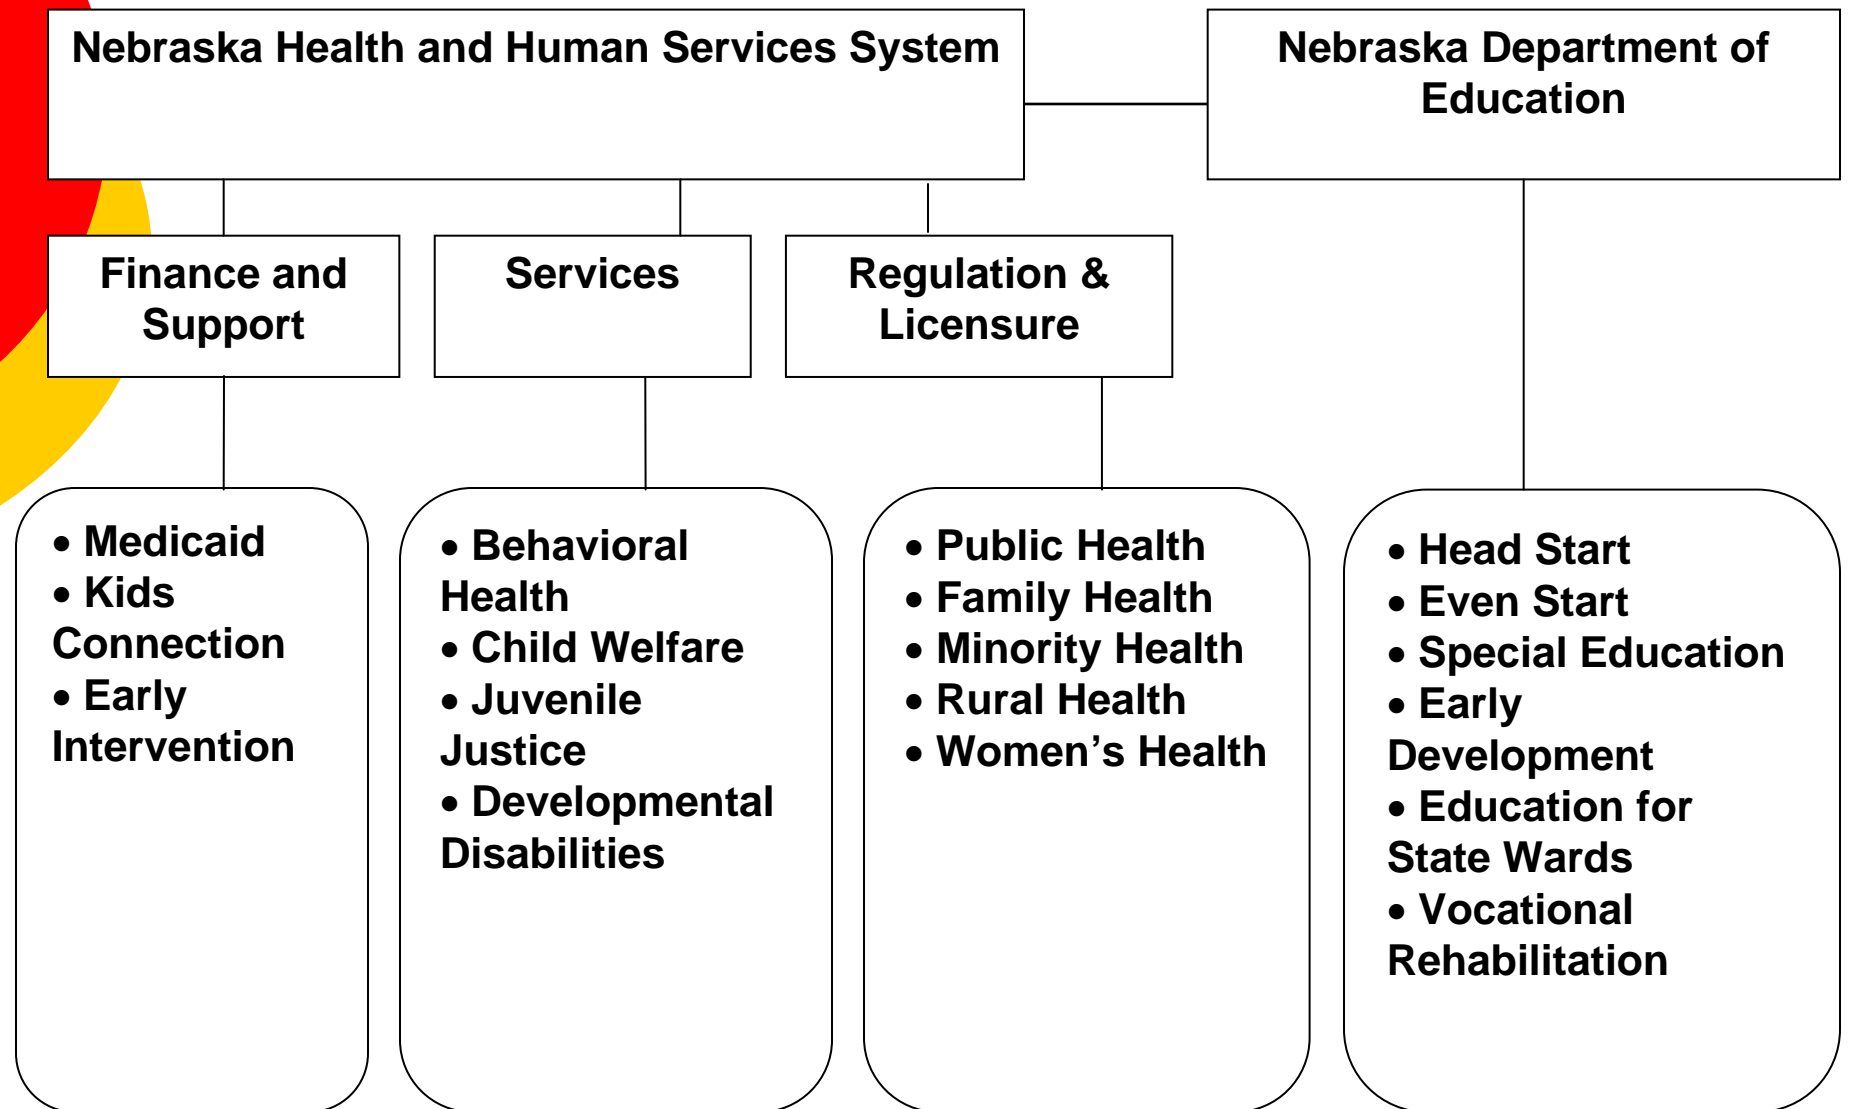 Nebraska Health and Human Services System
Nebraska Department of
Education
Finance and
Support
Services
Regulation &
Licensure
• Medicaid
• Kids
Connection
• Early
Intervention
• Behavioral
Health
• Child Welfare
• Juvenile
Justice
• Developmental
Disabilities
• Public Health
• Family Health
• Minority Health
• Rural Health
• Women’s Health
• Head Start
• Even Start
• Special Education
• Early
Development
• Education for
State Wards
• Vocational
Rehabilitation